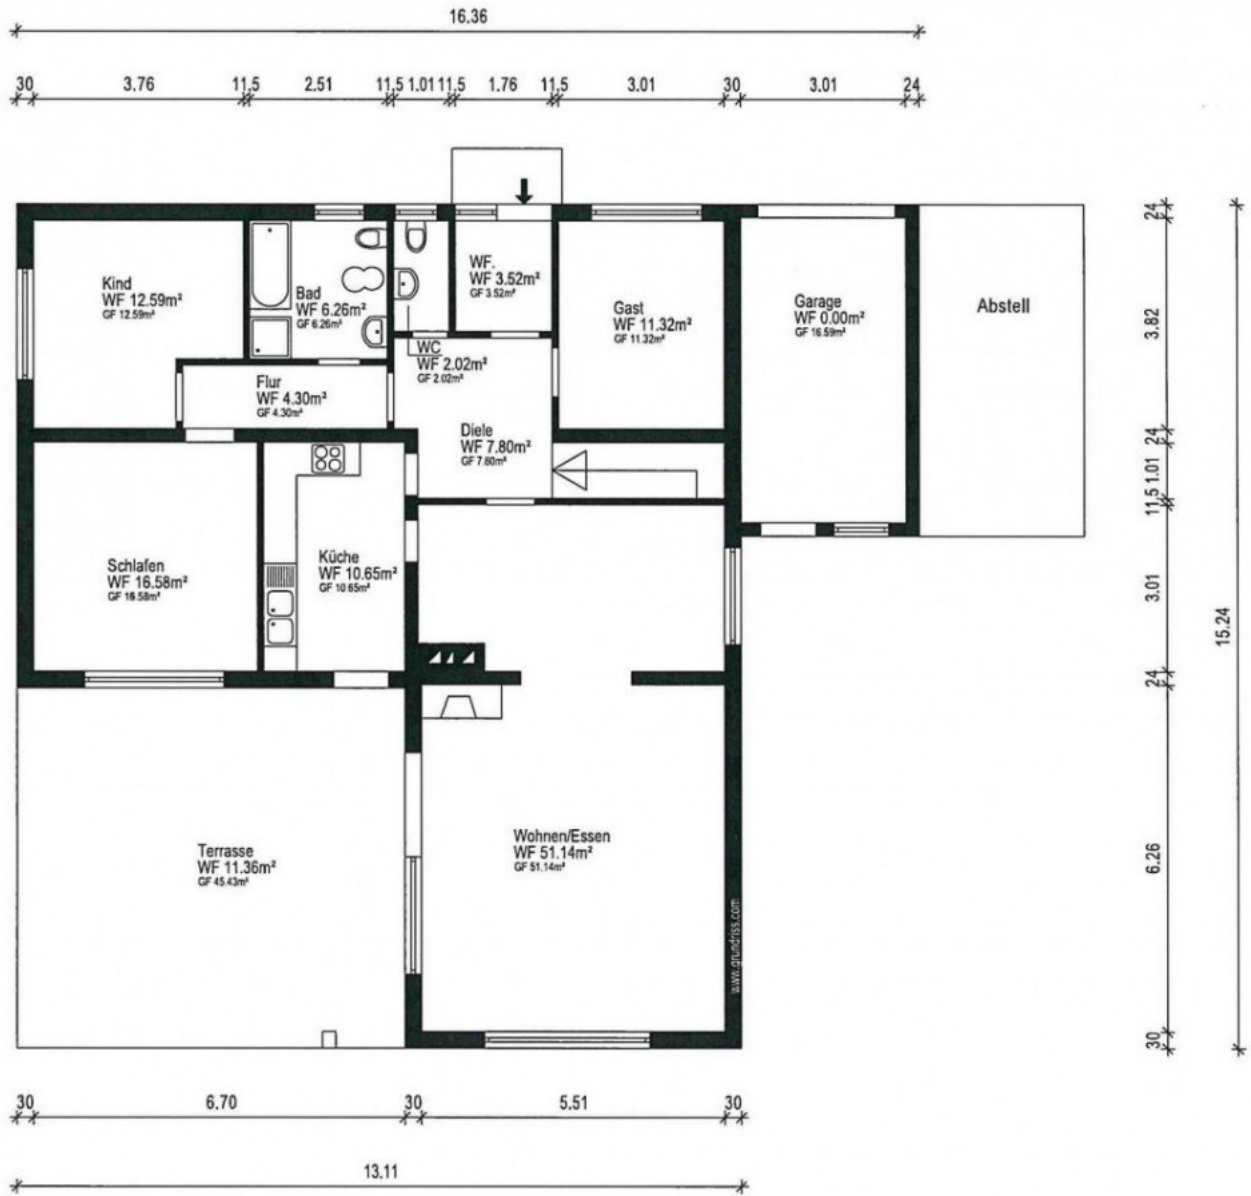 16.36
30 3.76 11,5 2.51 11,5 1.01 11,5 1.76 11,5 3.01 30 3.01 24
Kind
WF 12.59m²
GF 12.59m²
Bad
WF 6.26m²
GF 6.26m²
WF.
WF 3.52m²
GF 3.52m²
Gast
WF 11.32m²
GF 11.32m²
Garage
WF 0.00m²
GF 16.59m²
Abstell
WC
WF 2.02m²
GF 2.02m²
Flur
WF 4.30m²
GF 4.30m²
Diele
WF 7.80m²
GF 7.80m²
Schlafen
WF 16.58m²
GF 16.58m²
Küche
WF 10.65m²
GF 10.65m²
Terrasse
WF 11.36m²
GF 45.43m²
Wohnen/Essen
WF 51.14m²
GF 51.14m²
www.grundriss.com
24
3.82
24
1.01
11,5
3.01
24
6.26
30
15.24
30 6.70 30 5.51 30
13.11